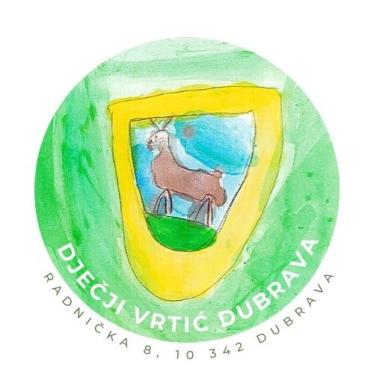 DJEČJI VRTIĆ DUBRAVA
RADNIČKA 8, 10 342 DUBRAVA